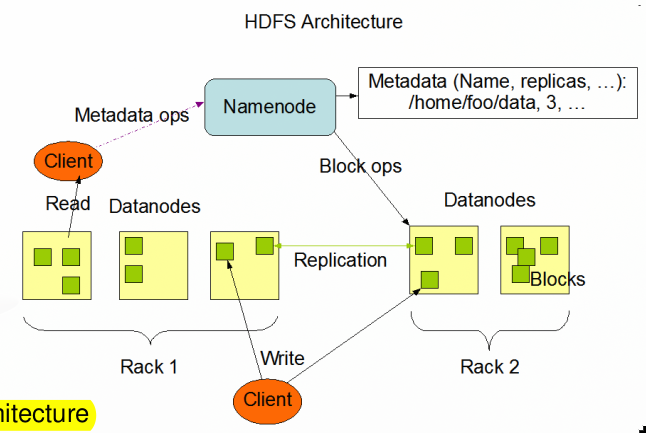 HDFS Architecture
Metadata (Name, replicas, …):
/home/foo/data, 3, …
Namenode
Metadata ops
Client
Block ops
Read
Datanodes
Datanodes
Replication
Blocks
Rack 1
Write
Rack 2
Client
hitecture